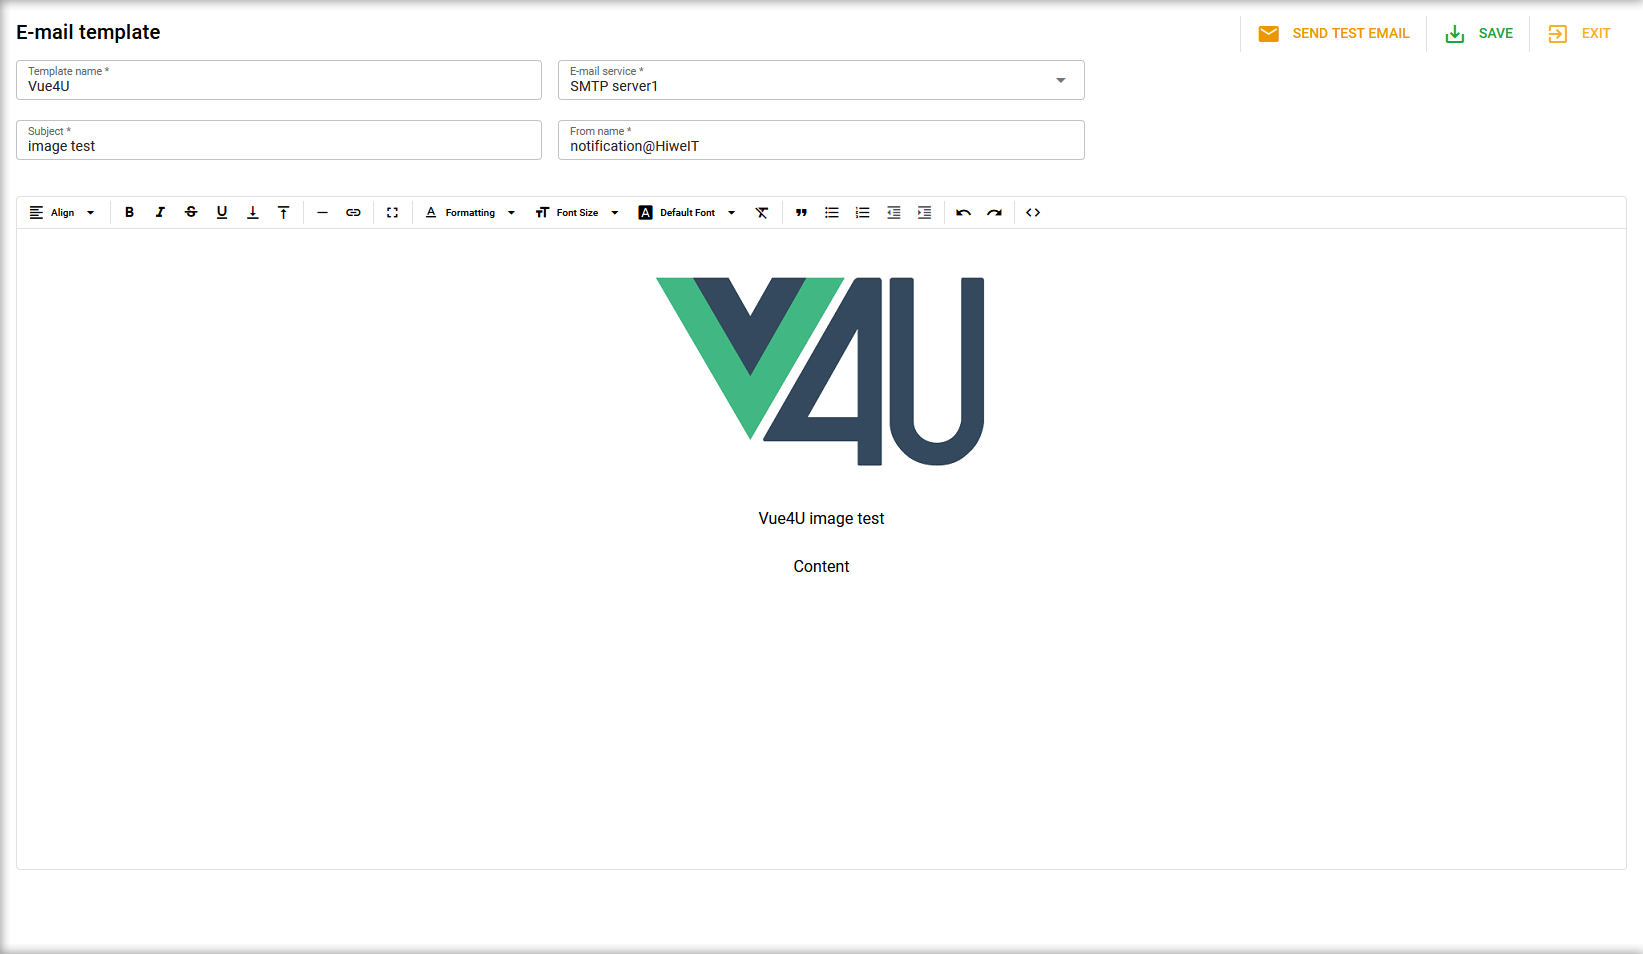 E-mail template
SEND TEST EMAIL
SAVE
EXIT
Template name *
Vue4U
E-mail service *
SMTP server1
Subject *
image test
From name *
notification@HiweIT
Align
Formatting
Font Size
Default Font
V4U
Vue4U image test
Content